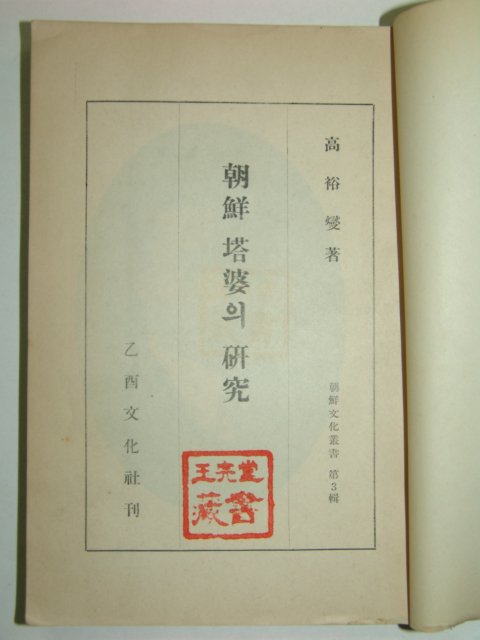 高裕燮著
朝鮮文化叢書 第3輯
朝鮮 塔婆의 硏究
乙酉文化社刊